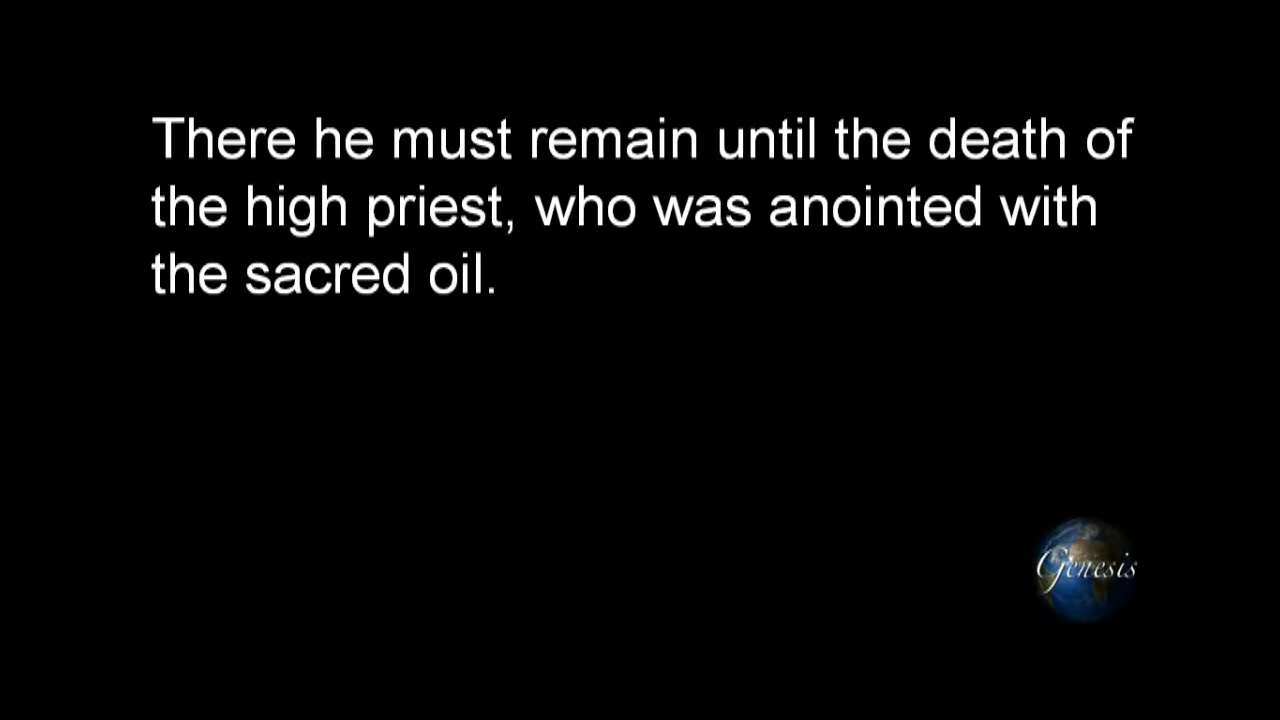 There he must remain until the death of
the high priest, who was anointed with
the sacred oil.
Genesis